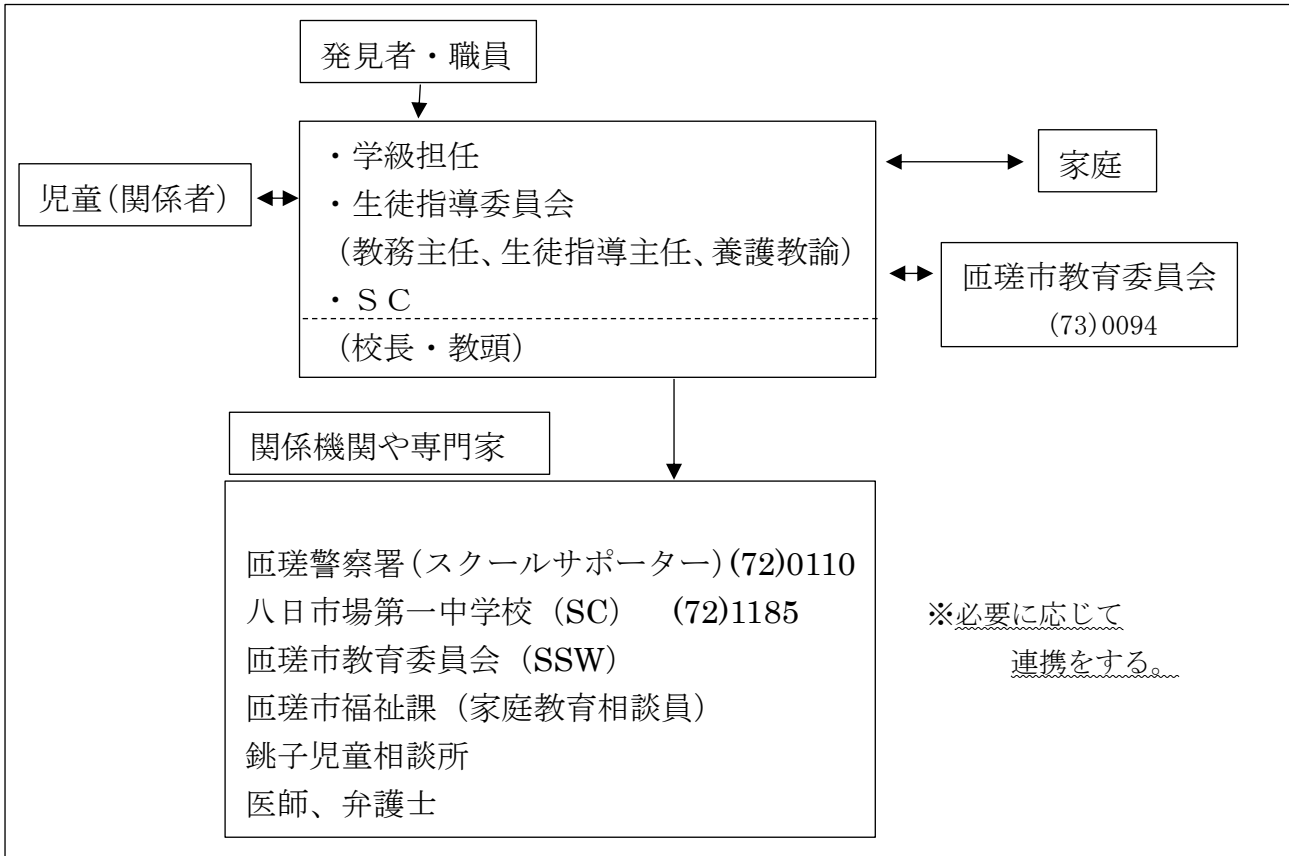 発見者・職員
・学級担任
・生徒指導委員会
(教務主任、生徒指導主任、養護教諭)
・ＳＣ
(校長・教頭)
児童(関係者)
家庭
匝瑳市教育委員会
(73)0094
関係機関や専門家
匝瑳警察署(スクールサポーター)(72)0110
八日市場第一中学校（SC）　(72)1185
匝瑳市教育委員会（SSW）
匝瑳市福祉課（家庭教育相談員）
銚子児童相談所
医師、弁護士
※必要に応じて
連携をする。